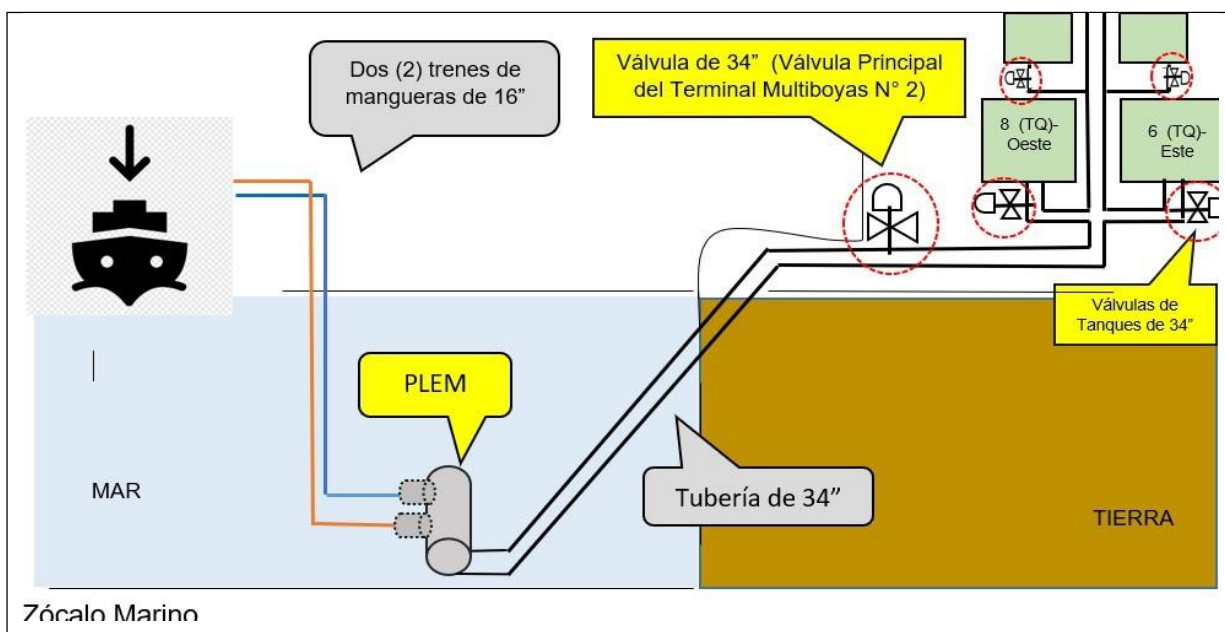 Dos (2) trenes de
mangueras de 16”
Válvula de 34” (Válvula Principal
del Terminal Multiboyas N° 2)
8 (TQ)-
Oeste
6 (TQ)-
Este
Válvulas de
Tanques de 34”
PLEM
MAR
Tubería de 34”
TIERRA
Zócalo Marino